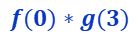 f(0) * g(3)